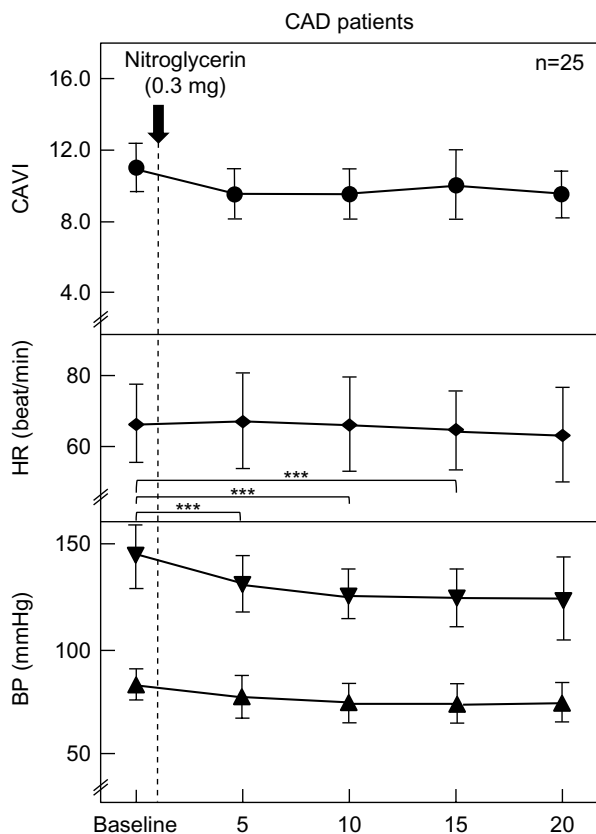 CAD patients
Nitroglycerin
(0.3 mg)
n=25
CAVI
16.0
12.0
8.0
4.0
HR (beat/min)
80
60
***
***
***
BP (mmHg)
150
100
50
Baseline 5 10 15 20